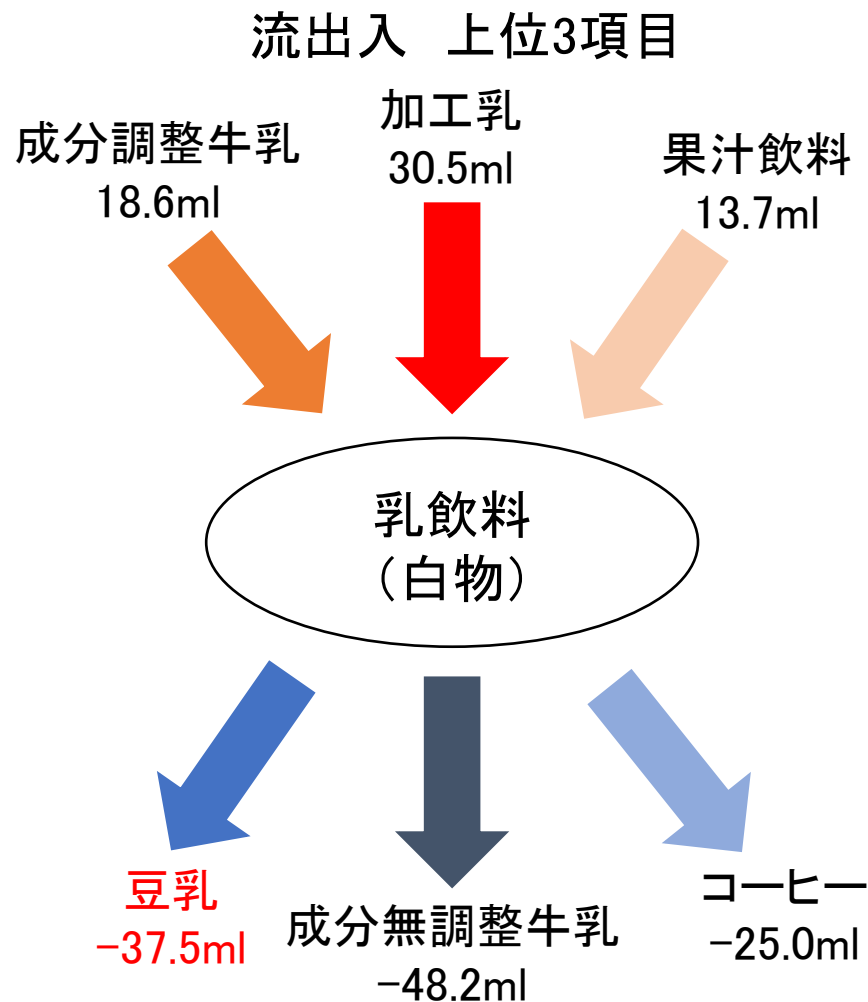 流出入　上位3項目
成分調整牛乳
18.6ml
加工乳
30.5ml
果汁飲料
13.7ml
乳飲料
（白物）
豆乳
-37.5ml
成分無調整牛乳
-48.2ml
コーヒー
-25.0ml